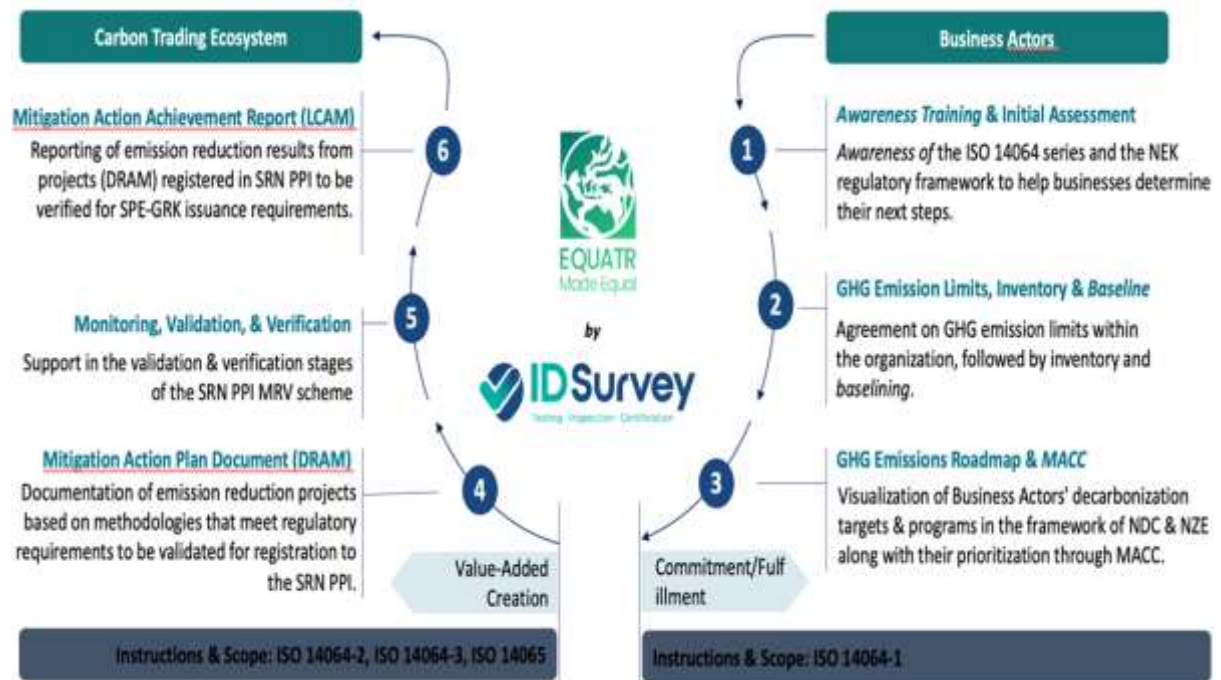 Carbon Trading Ecosystem
Mitigation Action Achievement Report (LCAM)
Reporting of emission reduction results from
projects (DRAM) registered in SRN PPI to be
verified for SPE-GRK issuance requirements.
6
Monitoring, Validation, & Verification
Support in the validation & verification stages
of the SRN PPI MRV scheme
5
Mitigation Action Plan Document (DRAM)
Documentation of emission reduction projects
based on methodologies that meet regulatory
requirements to be validated for registration to
the SRN PPI.
4
Value-Added
Creation
Instructions & Scope: ISO 14064-2, ISO 14064-3, ISO 14065
EQUATR
Made Equal
by
IDSurvey
Testing · Inspection · Certification
Business Actors
1
Awareness Training & Initial Assessment
Awareness of the ISO 14064 series and the NEK
regulatory framework to help businesses determine
their next steps.
2
GHG Emission Limits, Inventory & Baseline
Agreement on GHG emission limits within
the organization, followed by inventory and
baselining.
3
GHG Emissions Roadmap & MACC
Visualization of Business Actors' decarbonization
targets & programs in the framework of NDC & NZE
along with their prioritization through MACC.
Commitment/Fulf
illment
Instructions & Scope: ISO 14064-1